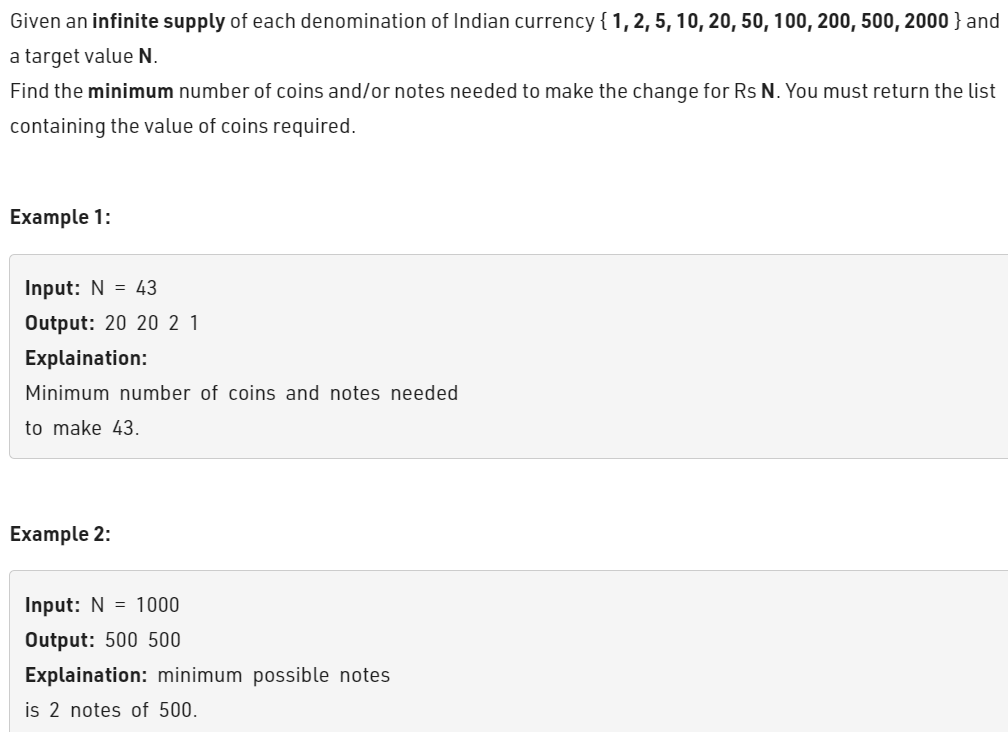 Given an infinite supply of each denomination of Indian currency { 1, 2, 5, 10, 20, 50, 100, 200, 500, 2000 } and
a target value N.
Find the minimum number of coins and/or notes needed to make the change for Rs N. You must return the list
containing the value of coins required.
Example 1:
Input: N = 43
Output: 20 20 2 1
Explaination:
Minimum number of coins and notes needed
to make 43.
Example 2:
Input: N = 1000
Output: 500 500
Explaination: minimum possible notes
is 2 notes of 500.